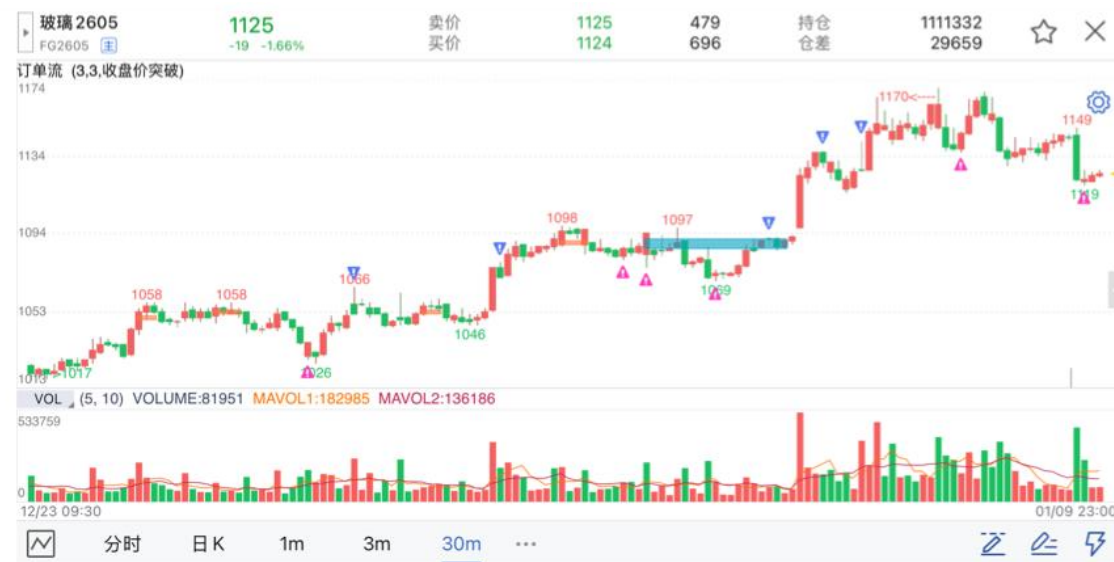 玻璃2605 1125 卖价 1125 479 持仓 1111332
FG2605 主 -19 -1.66% 买价 1124 696 仓差 29659
订单流 (3,3,收盘价突破)
1174
1170<----
1149
1134
1119
1098 1097
1094
1069
1066
1058 1058
1053
1046
1026
1013 >1017
VOL (5, 10) VOLUME:81951 MAVOL1:182985 MAVOL2:136186
533759
0
12/23 09:30 01/09 23:00
分时 日K 1m 3m 30m ···